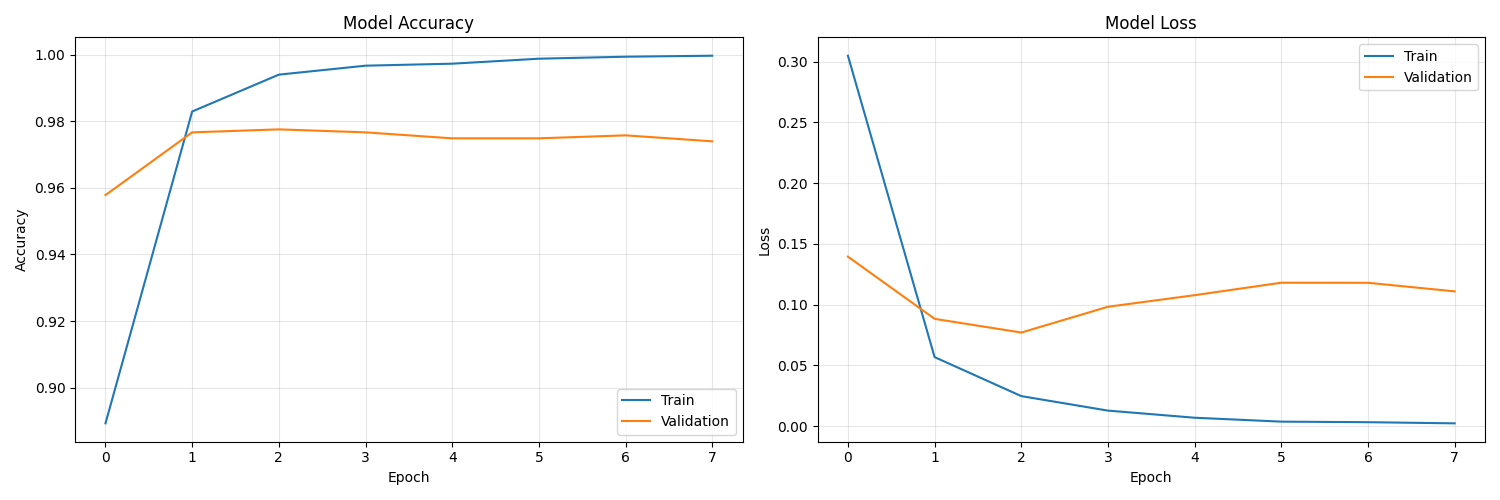 Model Accuracy
1.00
0.98
0.96
0.94
0.92
0.90
Accuracy
0 1 2 3 4 5 6 7
Epoch
Train
Validation
Model Loss
0.30
0.25
0.20
0.15
0.10
0.05
0.00
Loss
0 1 2 3 4 5 6 7
Epoch
Train
Validation